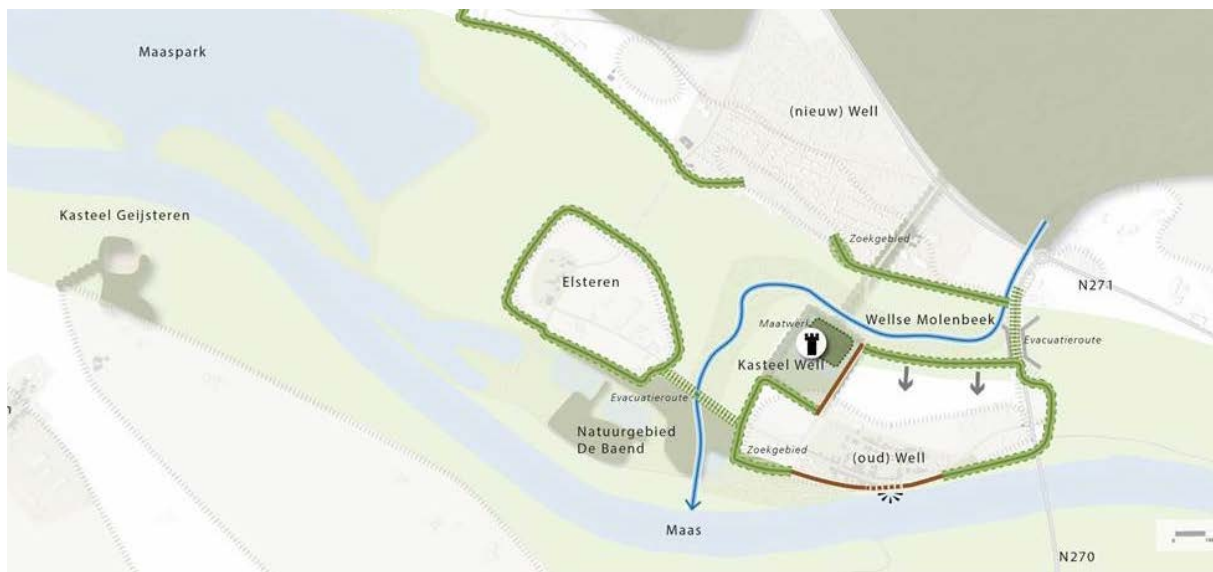 Maaspark
(nieuw) Well
Kasteel Geijsteren
Zoekgebied
Elsteren
N271
Maatwerk
Wellse Molenbeek
Evacuatieroute
Kasteel Well
Evacuatieroute
Natuurgebied
De Baend
Zoekgebied
(oud) Well
Maas
N270